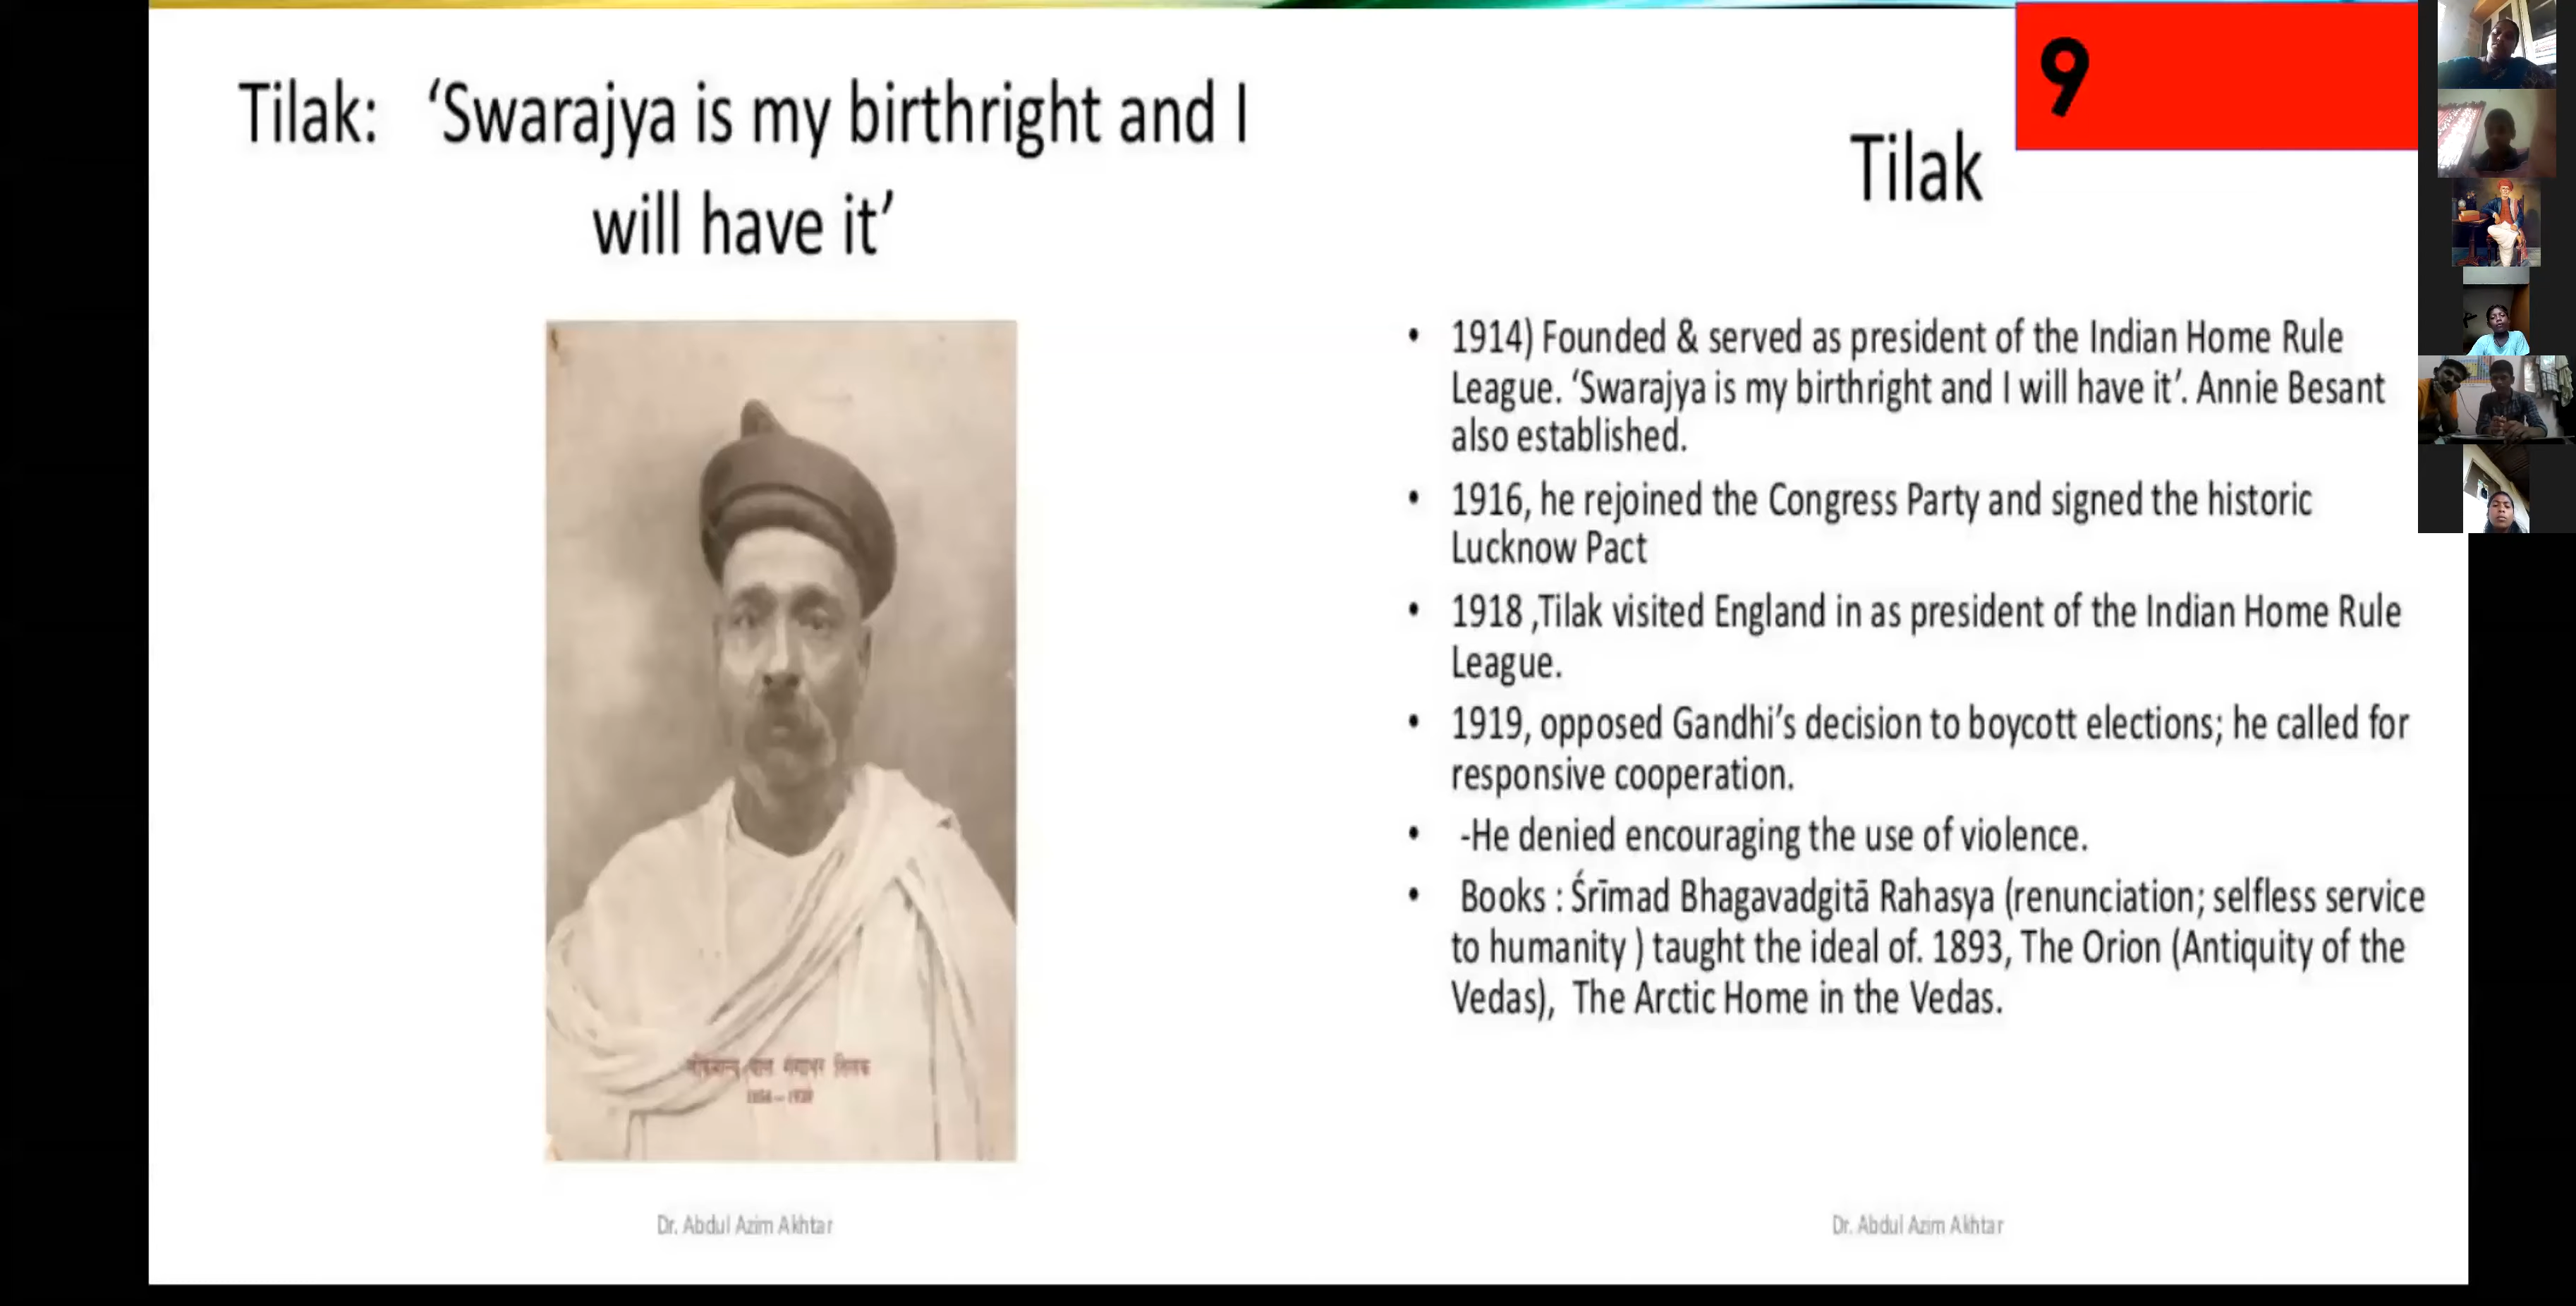 9
Tilak: ‘Swarajya is my birthright and I
will have it’
Dr. Abdul Azim Akhtar
Tilak
• 1914) Founded & served as president of the Indian Home Rule
League. ‘Swarajya is my birthright and I will have it’. Annie Besant
also established.
• 1916, he rejoined the Congress Party and signed the historic
Lucknow Pact
• 1918 ,Tilak visited England in as president of the Indian Home Rule
League.
• 1919, opposed Gandhi’s decision to boycott elections; he called for
responsive cooperation.
• -He denied encouraging the use of violence.
• Books : Śrīmad Bhagavadgitā Rahasya (renunciation; selfless service
to humanity ) taught the ideal of. 1893, The Orion (Antiquity of the
Vedas), The Arctic Home in the Vedas.
Dr. Abdul Azim Akhtar